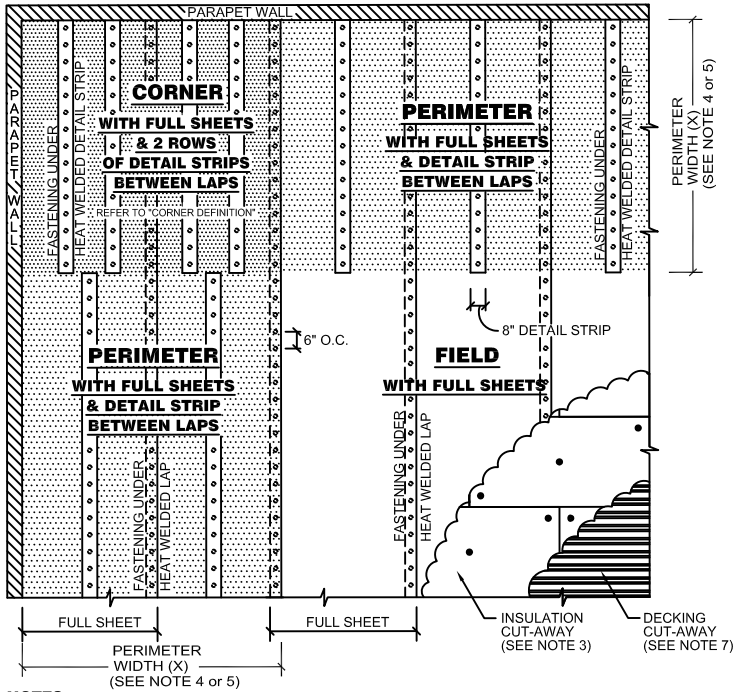 PARAPET WALL
PARAPET WALL
CORNER
WITH FULL SHEETS
& 2 ROWS
OF DETAIL STRIPS
BETWEEN LAPS
REFER TO "CORNER DEFINITION"
FASTENING UNDER
HEAT WELDED DETAIL STRIP
PERIMETER
WITH FULL SHEETS
& DETAIL STRIP
BETWEEN LAPS
FASTENING UNDER
HEAT WELDED DETAIL STRIP
PERIMETER
WIDTH (X)
(SEE NOTE 4 or 5)
6" O.C.
8" DETAIL STRIP
PERIMETER
WITH FULL SHEETS
& DETAIL STRIP
BETWEEN LAPS
FIELD
WITH FULL SHEETS
FASTENING UNDER
HEAT WELDED LAP
FASTENING UNDER
HEAT WELDED LAP
FULL SHEET
FULL SHEET
INSULATION
CUT-AWAY
(SEE NOTE 3)
DECKING
CUT-AWAY
(SEE NOTE 7)
PERIMETER
WIDTH (X)
(SEE NOTE 4 or 5)